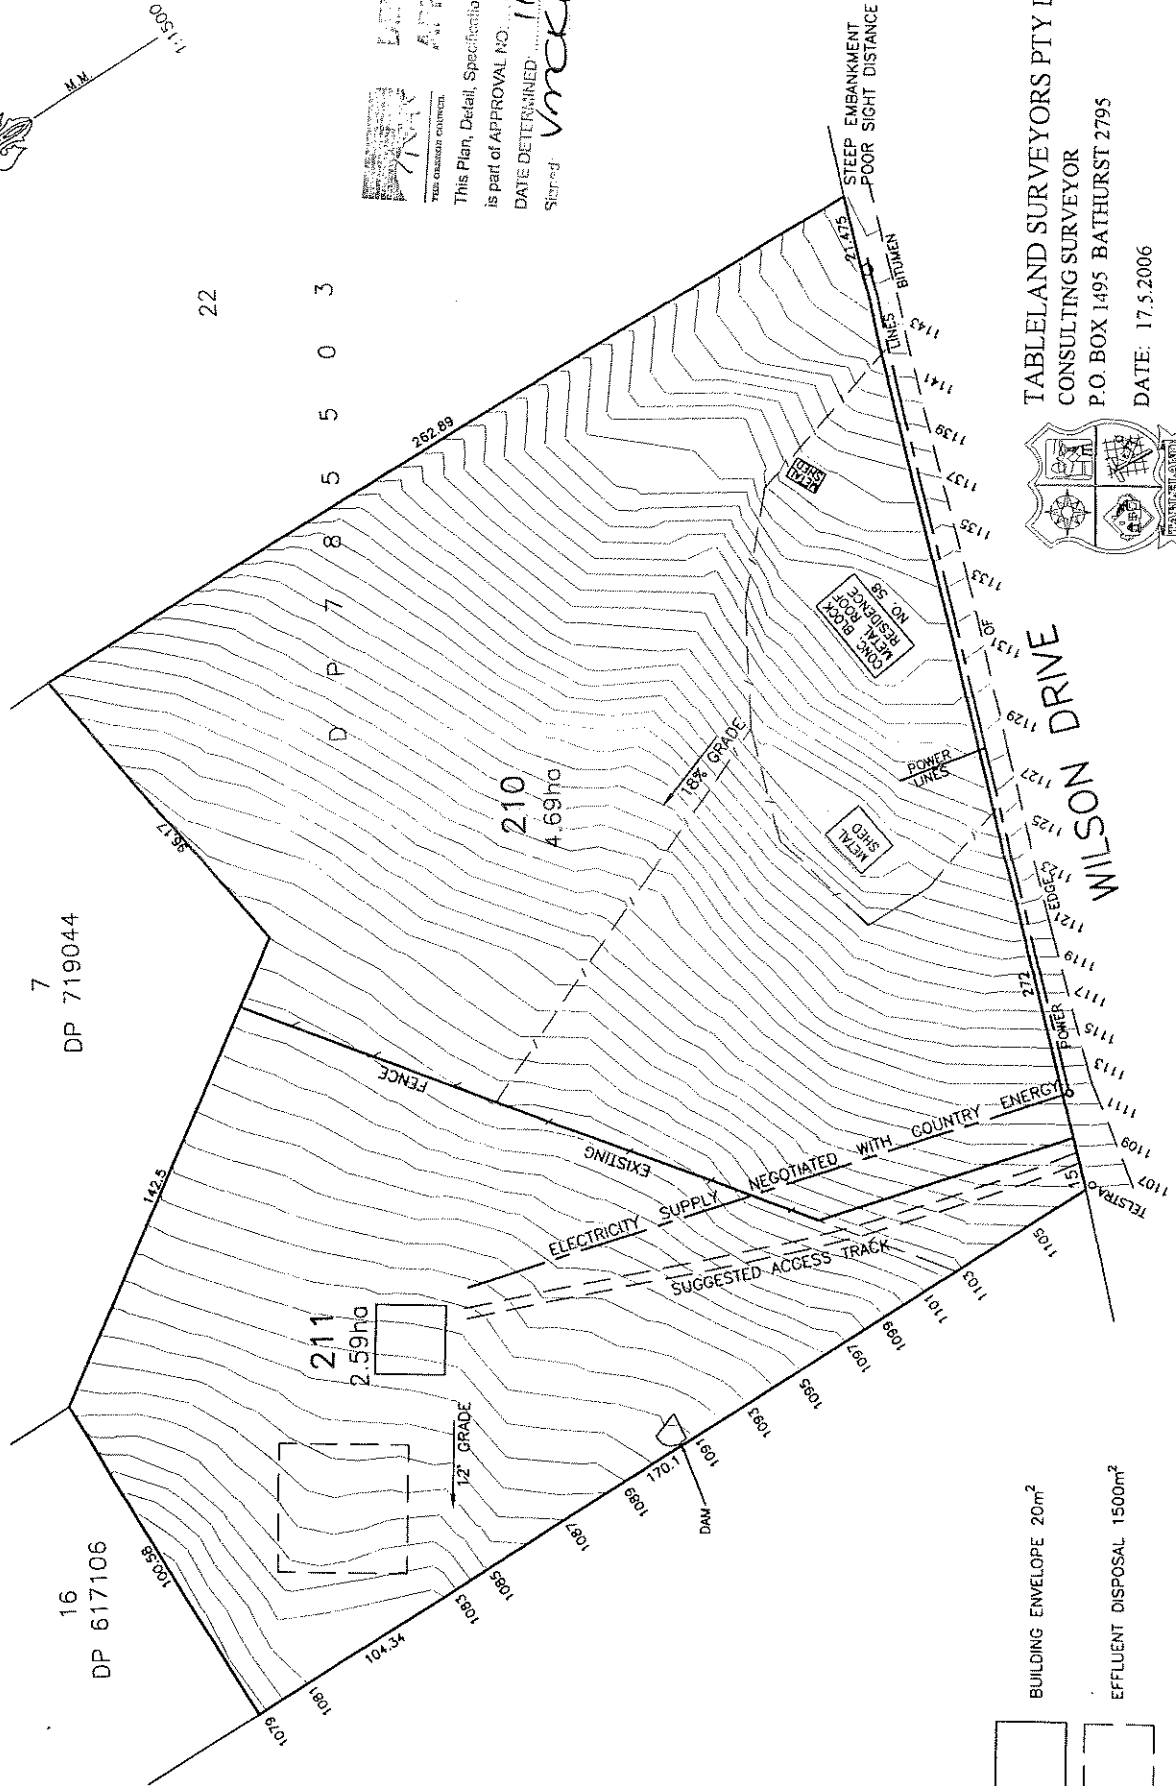 1:1500
M.M.
THE OBERON COUNCIL
This Plan, Detail, Specification
is part of APPROVAL NO:
DATE DETERMINED:
Signed
22
D P 7 8 5 5 0 3
7
DP 719044
16
DP 617106
210
4.69ha
211
2.59ha
252.89
95.17
142.5
100.58
104.34
170.1
272
15
21.475
STEEP EMBANKMENT
POOR SIGHT DISTANCE
METAL
SHED
CONC BLOCK
METAL ROOF
RESIDENCE
NO. 58
METAL
SHED
POWER
LINES
18% GRADE
12° GRADE
EXISTING FENCE
ELECTRICITY SUPPLY NEGOTIATED WITH COUNTRY ENERGY
SUGGESTED ACCESS TRACK
DAM
TELSTRA
POWER LINES
EDGE OF BITUMEN
WILSON DRIVE
1079
1081
1083
1085
1087
1089
1091
1093
1095
1097
1099
1101
1103
1105
1107
1109
1111
1113
1115
1117
1119
1121
1123
1125
1127
1129
1131
1133
1135
1137
1139
1141
1143
BUILDING ENVELOPE 20m²
EFFLUENT DISPOSAL 1500m²
TABLELAND SURVEYORS PTY
CONSULTING SURVEYOR
P.O. BOX 1495 BATHURST 2795
DATE: 17.5.2006
TABLELAND